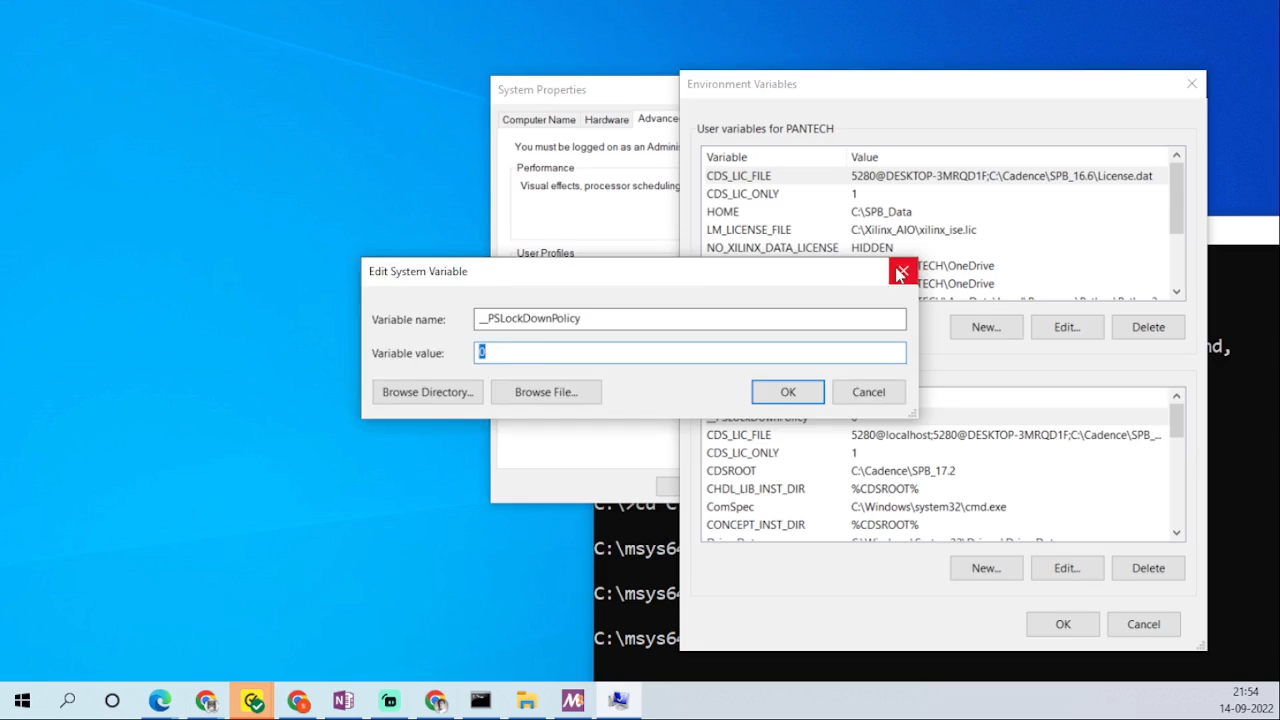 System Properties
Computer Name Hardware
You must be logged on as an
Performance
Visual effects, processor scheduling
User Profiles
Environment Variables
User variables for PANTECH
Variable Value
CDS_LIC_FILE 5280@DESKTOP-3MRQD1F;C:\Cadence\SPB_16.6\License.dat
CDS_LIC_ONLY 1
HOME C:\SPB_Data
LM_LICENSE_FILE C:\Xilinx_AIO\xilinx_ise.lic
NO_XILINX_DATA_LICENSE HIDDEN
TECH\OneDrive
TECH\OneDrive
New... Edit... Delete
Edit System Variable
Variable name: __PSLockDownPolicy
Variable value: 0
Browse Directory... Browse File... OK Cancel
__PSLockDownPolicy 0
CDS_LIC_FILE 5280@localhost;5280@DESKTOP-3MRQD1F;C:\Cadence\SPB_...
CDS_LIC_ONLY 1
CDSROOT C:\Cadence\SPB_17.2
CHDL_LIB_INST_DIR %CDSROOT%
ComSpec C:\Windows\system32\cmd.exe
CONCEPT_INST_DIR %CDSROOT%
New... Edit... Delete
OK Cancel
nd,
C:\>cd C
C:\msys64
C:\msys64
C:\msys64
21:54
14-09-2022